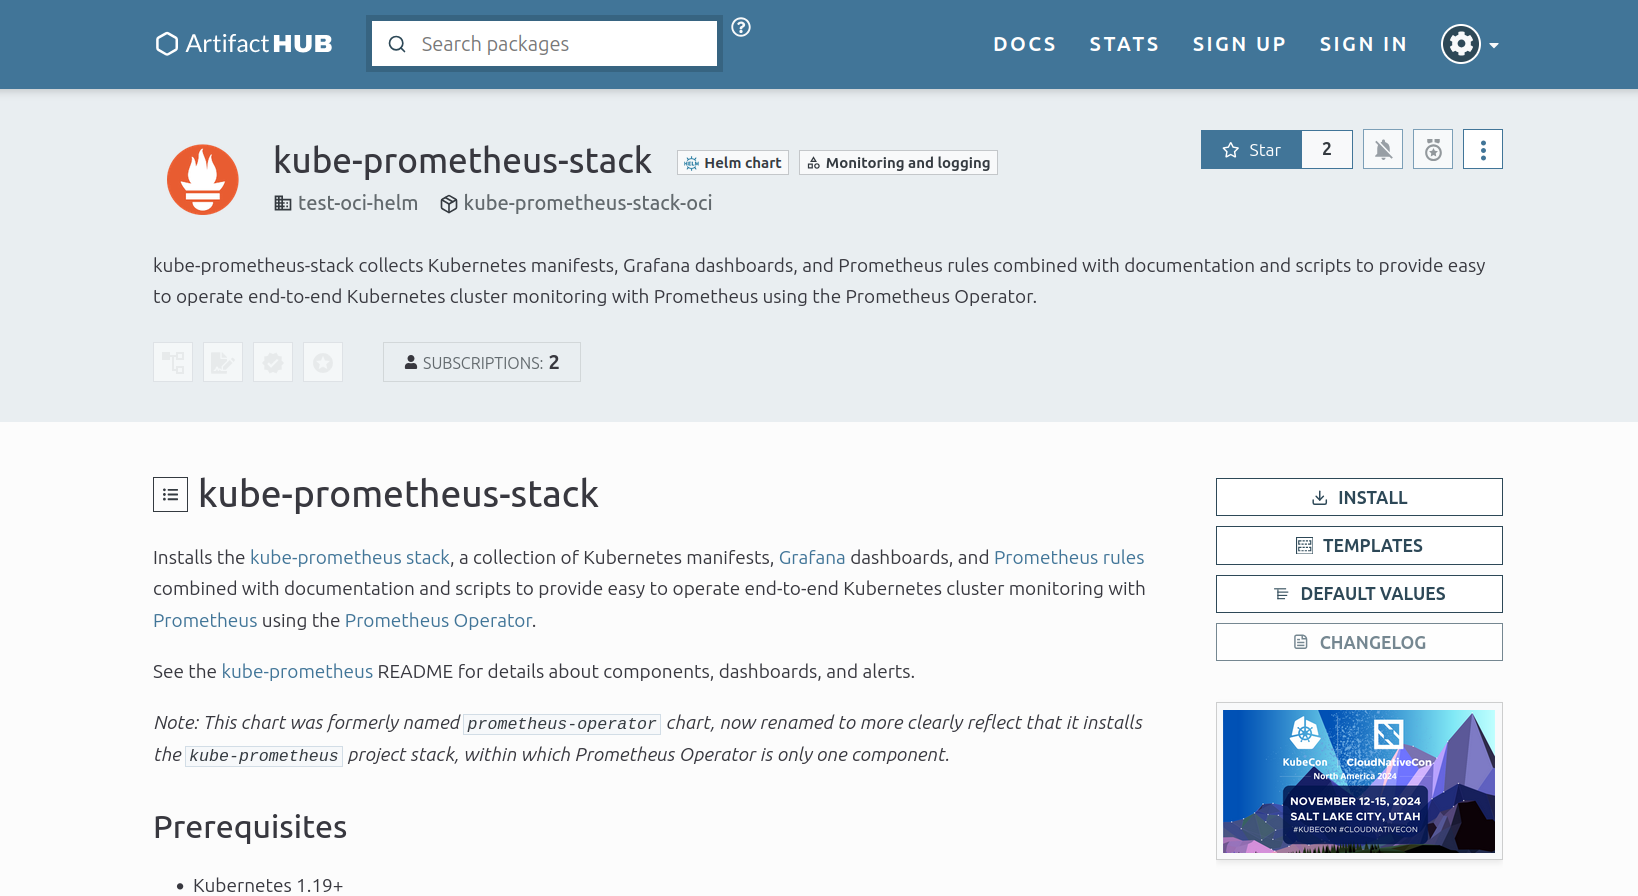 ArtifactHUB
Search packages
DOCS
STATS
SIGN UP
SIGN IN
kube-prometheus-stack
HELM
Helm chart
Monitoring and logging
Star
2
test-oci-helm
kube-prometheus-stack-oci
kube-prometheus-stack collects Kubernetes manifests, Grafana dashboards, and Prometheus rules combined with documentation and scripts to provide easy
to operate end-to-end Kubernetes cluster monitoring with Prometheus using the Prometheus Operator.
SUBSCRIPTIONS: 2
kube-prometheus-stack
Installs the kube-prometheus stack, a collection of Kubernetes manifests, Grafana dashboards, and Prometheus rules
combined with documentation and scripts to provide easy to operate end-to-end Kubernetes cluster monitoring with
Prometheus using the Prometheus Operator.
See the kube-prometheus README for details about components, dashboards, and alerts.
Note: This chart was formerly named prometheus-operator chart, now renamed to more clearly reflect that it installs
the kube-prometheus project stack, within which Prometheus Operator is only one component.
Prerequisites
Kubernetes 1.19+
INSTALL
TEMPLATES
DEFAULT VALUES
CHANGELOG
KubeCon
CloudNativeCon
North America 2024
NOVEMBER 12-15, 2024
SALT LAKE CITY, UTAH
#KUBECON #CLOUDNATIVECON